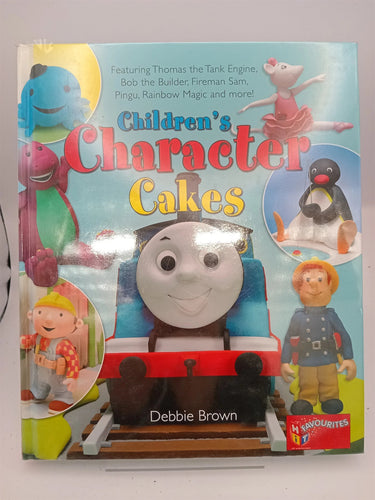 Featuring Thomas the Tank Engine,
Bob the Builder, Fireman Sam,
Pingu, Rainbow Magic and more!
Children's
Character
Cakes
Debbie Brown
HiT FAVOURITES